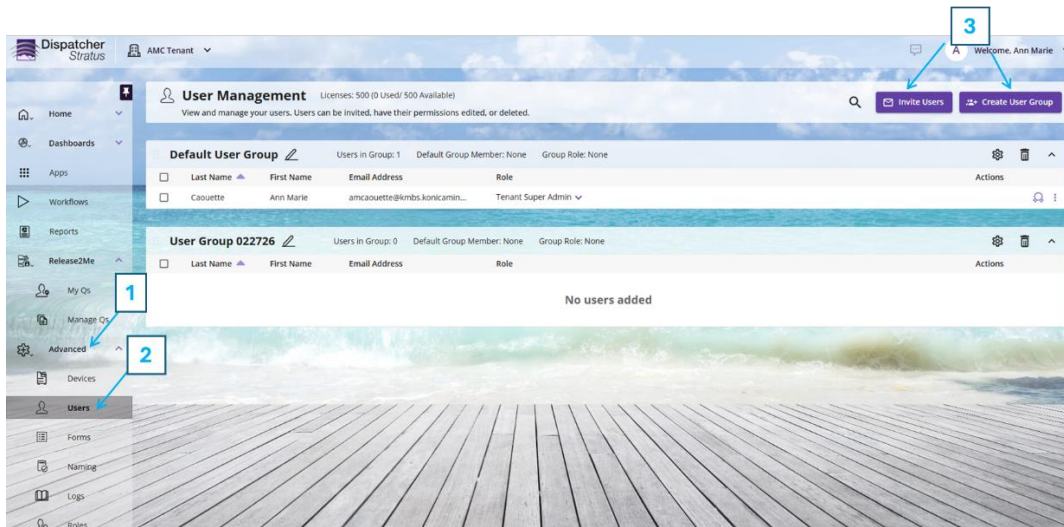 3
Dispatcher
Stratus
AMC Tenant
A Welcome, Ann Marie
User Management Licenses: 500 (0 Used/ 500 Available)
View and manage your users. Users can be invited, have their permissions edited, or deleted.
Invite Users
Create User Group
Home
Dashboards
Apps
Workflows
Reports
Release2Me
My Qs
Manage Qs
Advanced
Devices
Users
Forms
Naming
Logs
Roles
1
2
Default User Group Users in Group: 1 Default Group Member: None Group Role: None
Last Name First Name Email Address Role Actions
Caouette Ann Marie amcaouette@kmbs.konicamin... Tenant Super Admin
User Group 022726 Users in Group: 0 Default Group Member: None Group Role: None
Last Name First Name Email Address Role Actions
No users added